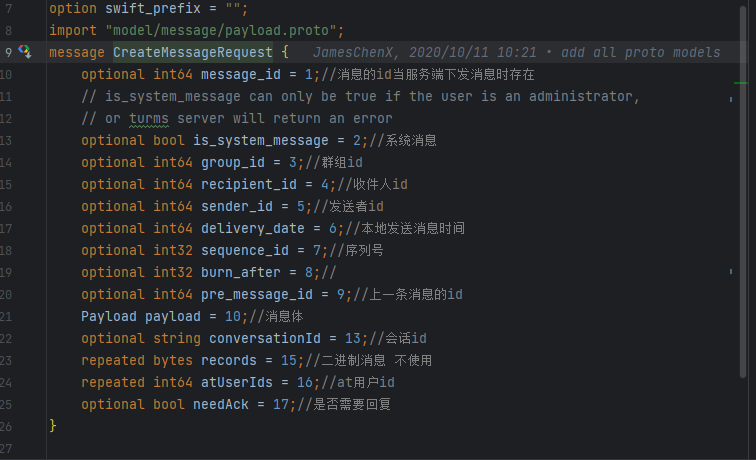 7 option swift_prefix = "";
8 import "model/message/payload.proto";
9 message CreateMessageRequest { JamesChenX, 2020/10/11 10:21 • add all proto models
10 optional int64 message_id = 1;//消息的id当服务端下发消息时存在
11 // is_system_message can only be true if the user is an administrator,
12 // or turms server will return an error
13 optional bool is_system_message = 2;//系统消息
14 optional int64 group_id = 3;//群组id
15 optional int64 recipient_id = 4;//收件人id
16 optional int64 sender_id = 5;//发送者id
17 optional int64 delivery_date = 6;//本地发送消息时间
18 optional int32 sequence_id = 7;//序列号
19 optional int32 burn_after = 8;//
20 optional int64 pre_message_id = 9;//上一条消息的id
21 Payload payload = 10;//消息体
22 optional string conversationId = 13;//会话id
23 repeated bytes records = 15;//二进制消息 不使用
24 repeated int64 atUserIds = 16;//at用户id
25 optional bool needAck = 17;//是否需要回复
26 }
27